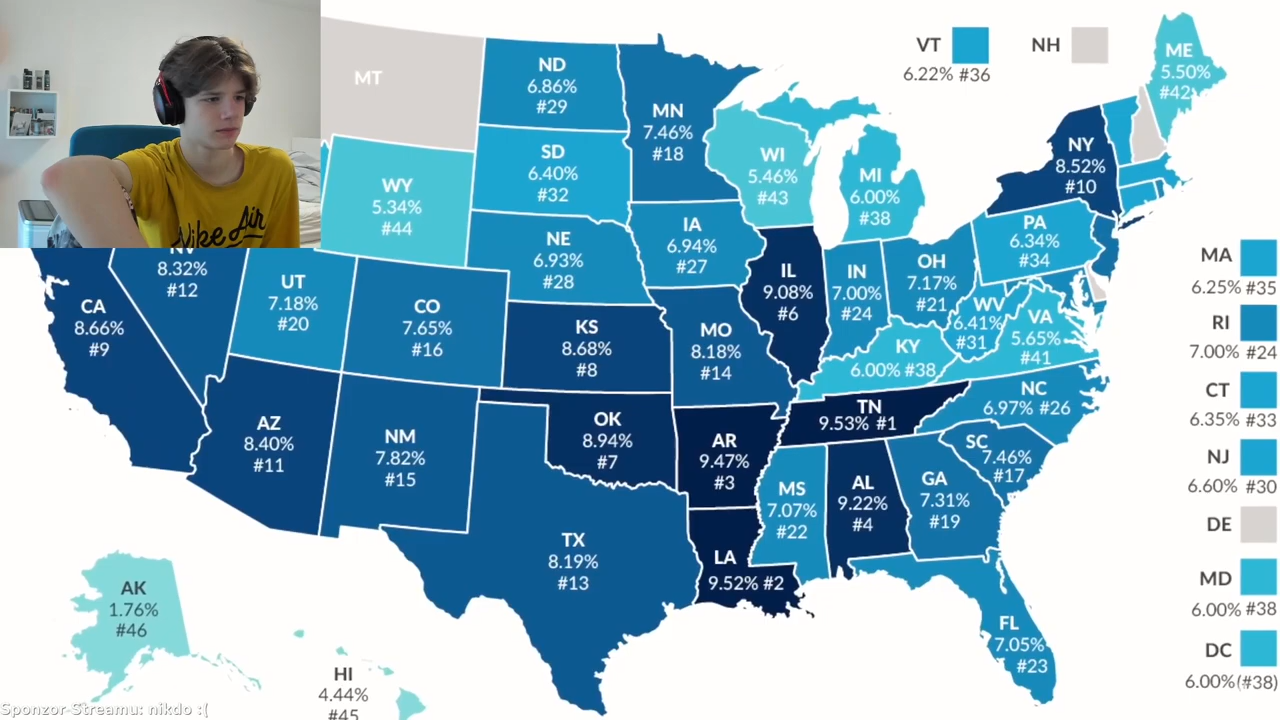 VT
6.22% #36
NH
ME
5.50%
#42
MT
ND
6.86%
#29
MN
7.46%
#18
SD
6.40%
#32
WI
5.46%
#43
MI
6.00%
#38
NY
8.52%
#10
WY
5.34%
#44
Nike Air
NE
6.93%
#28
IA
6.94%
#27
PA
6.34%
#34
NV
8.32%
#12
UT
7.18%
#20
CO
7.65%
#16
IL
9.08%
#6
IN
7.00%
#24
OH
7.17%
#21
WV
6.41%
#31
VA
5.65%
#41
CA
8.66%
#9
KS
8.68%
#8
MO
8.18%
#14
KY
6.00% #38
AZ
8.40%
#11
NM
7.82%
#15
OK
8.94%
#7
AR
9.47%
#3
TN
9.53% #1
NC
6.97% #26
SC
7.46%
#17
MS
7.07%
#22
AL
9.22%
#4
GA
7.31%
#19
TX
8.19%
#13
LA
9.52% #2
FL
7.05%
#23
AK
1.76%
#46
HI
4.44%
#45
MA
6.25% #35
RI
7.00% #24
CT
6.35% #33
NJ
6.60% #30
DE
MD
6.00% #38
DC
6.00%(#38)
Sponzor-Streamu: nikdo :(